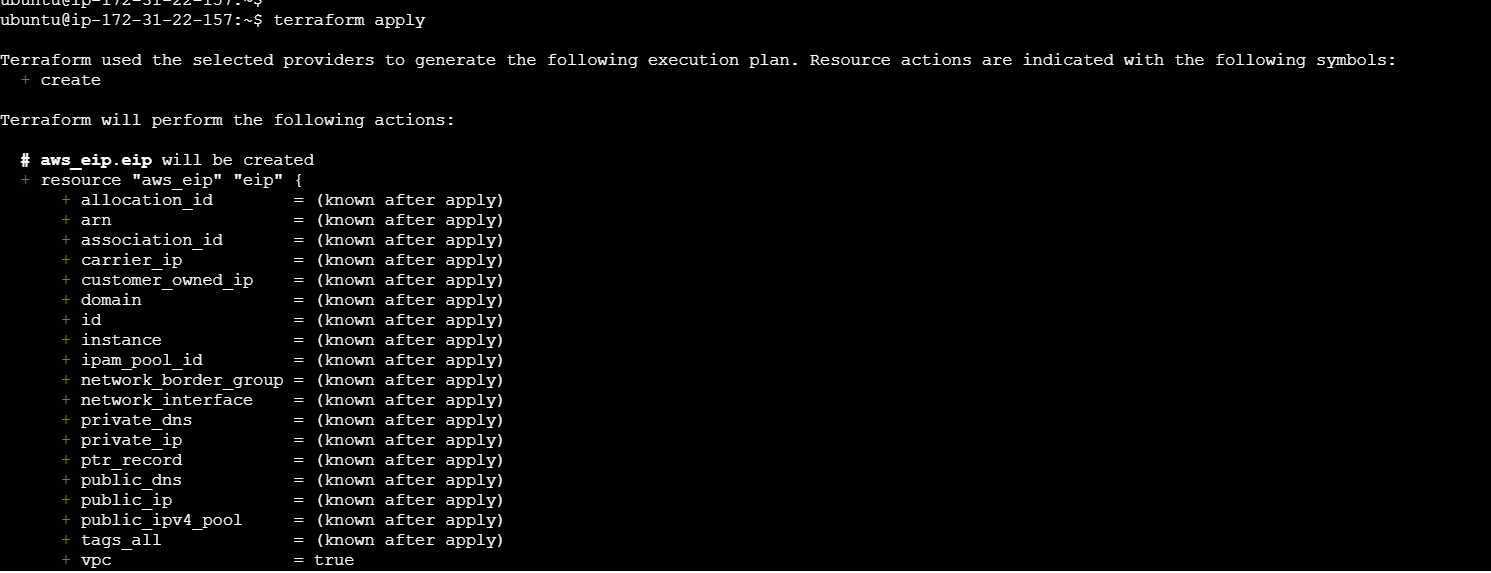 ubuntu@ip-172-31-22-157:~$
ubuntu@ip-172-31-22-157:~$ terraform apply
Terraform used the selected providers to generate the following execution plan. Resource actions are indicated with the following symbols:
+ create
Terraform will perform the following actions:
# aws_eip.eip will be created
+ resource "aws_eip" "eip" {
+ allocation_id = (known after apply)
+ arn = (known after apply)
+ association_id = (known after apply)
+ carrier_ip = (known after apply)
+ customer_owned_ip = (known after apply)
+ domain = (known after apply)
+ id = (known after apply)
+ instance = (known after apply)
+ ipam_pool_id = (known after apply)
+ network_border_group = (known after apply)
+ network_interface = (known after apply)
+ private_dns = (known after apply)
+ private_ip = (known after apply)
+ ptr_record = (known after apply)
+ public_dns = (known after apply)
+ public_ip = (known after apply)
+ public_ipv4_pool = (known after apply)
+ tags_all = (known after apply)
+ vpc = true